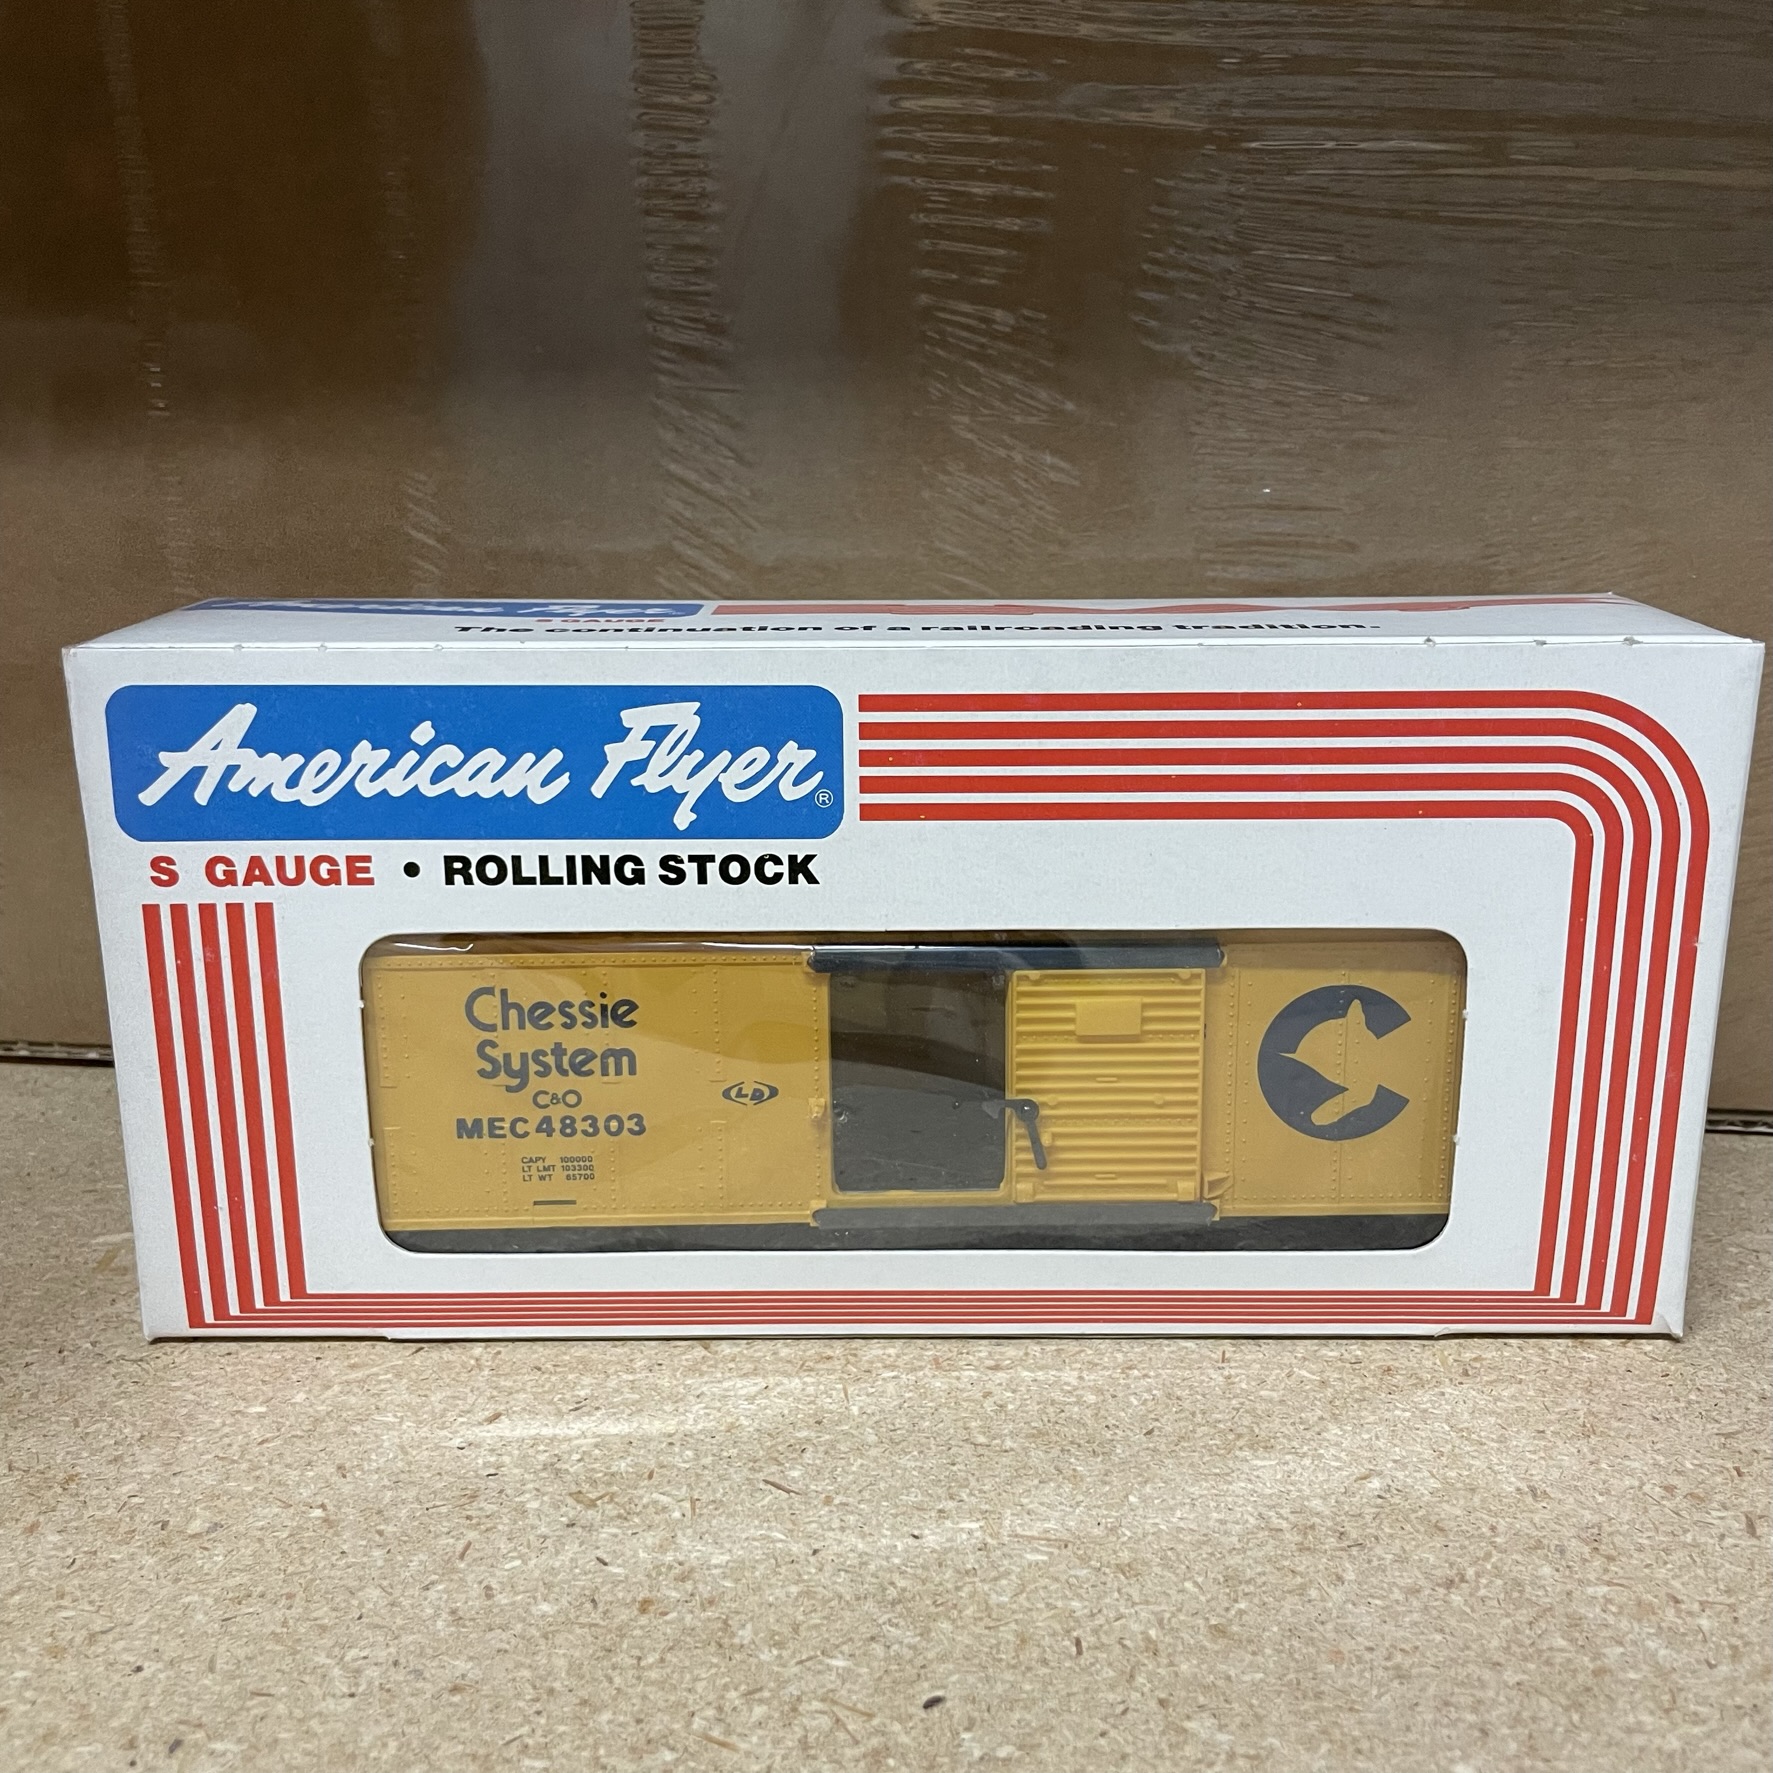 American Flyer
S GAUGE
The continuation of a railroading tradition.
American Flyer®
S GAUGE • ROLLING STOCK
Chessie
System
C&O
MEC 48303
LD
CAPY 100000
LT LMT 103300
LT WT 65700